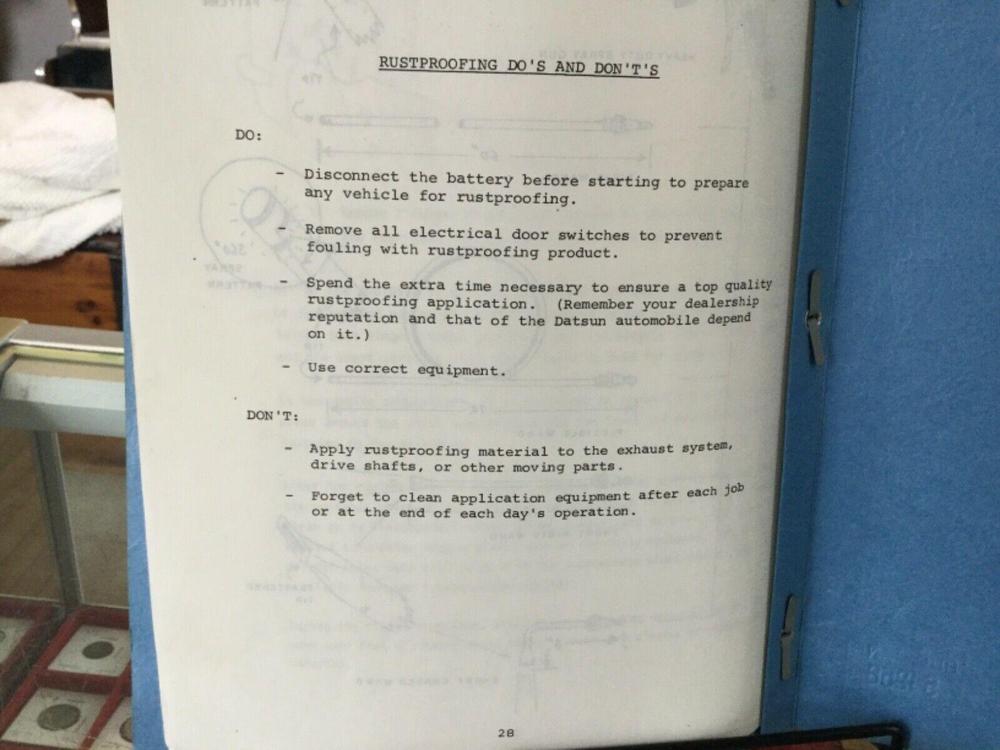 RUSTPROOFING DO'S AND DON'T'S
DO:
- Disconnect the battery before starting to prepare
any vehicle for rustproofing.
- Remove all electrical door switches to prevent
fouling with rustproofing product.
- Spend the extra time necessary to ensure a top quality
rustproofing application. (Remember your dealership
reputation and that of the Datsun automobile depend
on it.)
- Use correct equipment.
DON'T:
- Apply rustproofing material to the exhaust system,
drive shafts, or other moving parts.
- Forget to clean application equipment after each job
or at the end of each day's operation.
28